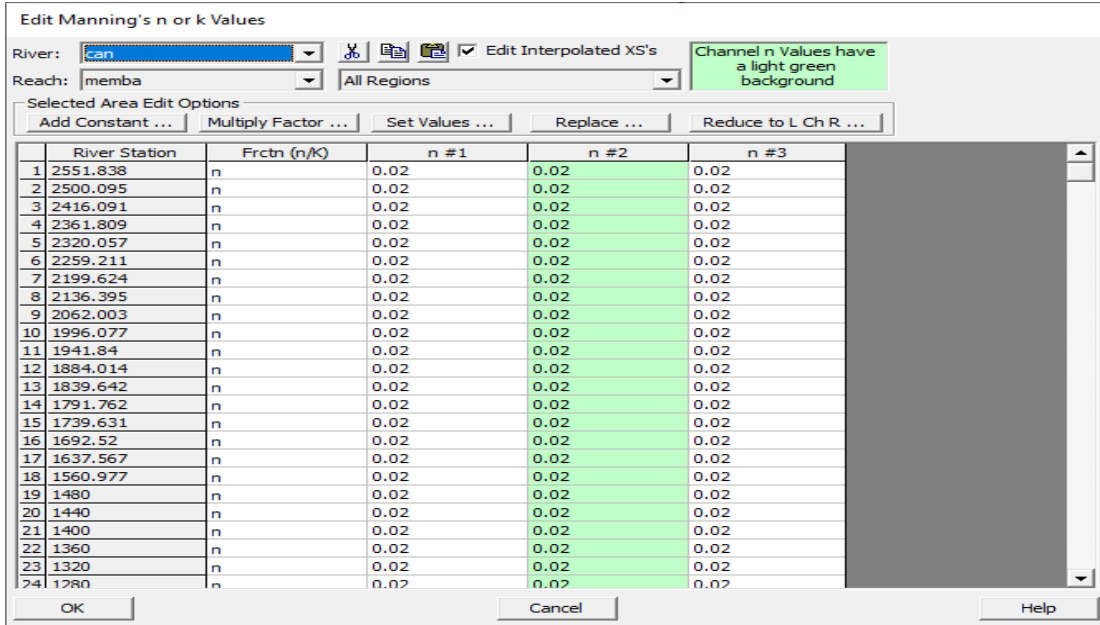 Edit Manning's n or k Values
River: can Edit Interpolated XS's Channel n Values have
a light green
background
Reach: memba All Regions
Selected Area Edit Options
Add Constant ... Multiply Factor ... Set Values ... Replace ... Reduce to L Ch R ...
River Station Frctn (n/K) n #1 n #2 n #3
1 2551.838 n 0.02 0.02 0.02
2 2500.095 n 0.02 0.02 0.02
3 2416.091 n 0.02 0.02 0.02
4 2361.809 n 0.02 0.02 0.02
5 2320.057 n 0.02 0.02 0.02
6 2259.211 n 0.02 0.02 0.02
7 2199.624 n 0.02 0.02 0.02
8 2136.395 n 0.02 0.02 0.02
9 2062.003 n 0.02 0.02 0.02
10 1996.077 n 0.02 0.02 0.02
11 1941.84 n 0.02 0.02 0.02
12 1884.014 n 0.02 0.02 0.02
13 1839.642 n 0.02 0.02 0.02
14 1791.762 n 0.02 0.02 0.02
15 1739.631 n 0.02 0.02 0.02
16 1692.52 n 0.02 0.02 0.02
17 1637.567 n 0.02 0.02 0.02
18 1560.977 n 0.02 0.02 0.02
19 1480 n 0.02 0.02 0.02
20 1440 n 0.02 0.02 0.02
21 1400 n 0.02 0.02 0.02
22 1360 n 0.02 0.02 0.02
23 1320 n 0.02 0.02 0.02
24 1280 n 0.02 0.02 0.02
OK Cancel Help